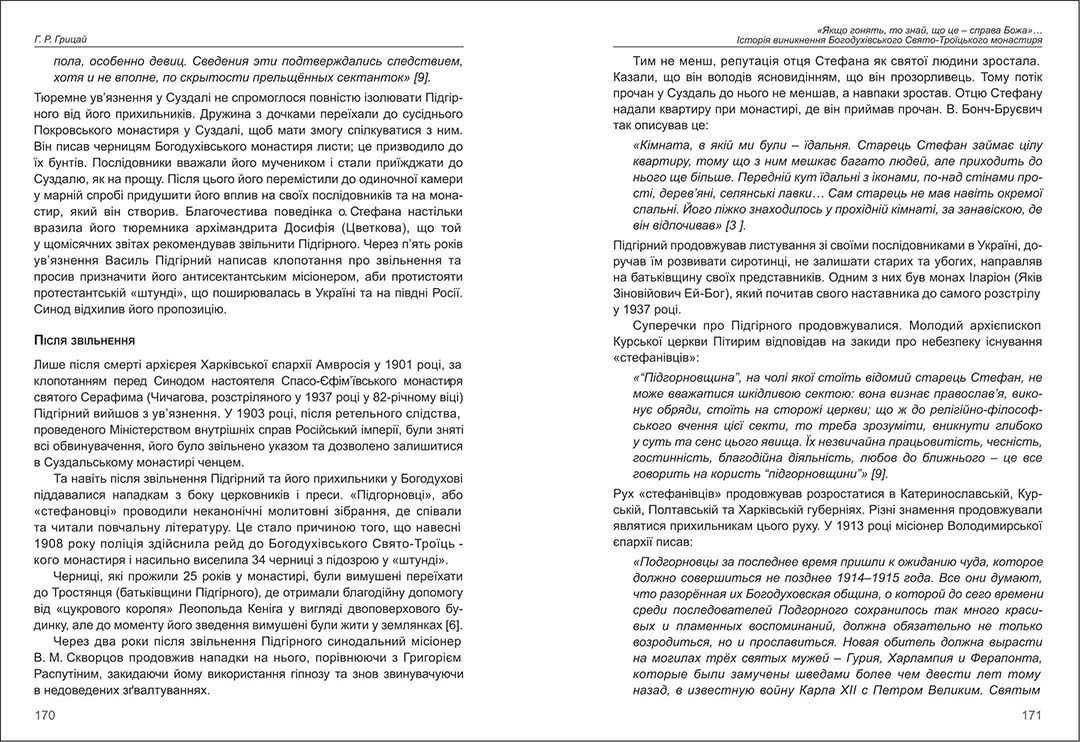 Г. Р. Грицай
пола, особенно девиц. Сведения эти подтверждались следствием,
хотя и не вполне, по скрытости прельщённых сектанток» [9].
Тюремне ув’язнення у Суздалі не спромоглося повністю ізолювати Підгір-
ного від його прихильників. Дружина з дочками переїхали до сусіднього
Покровського монастиря у Суздалі, щоб мати змогу спілкуватися з ним.
Він писав черницям Богодухівського монастиря листи; це призводило до
їх бунтів. Послідовники вважали його мучеником і стали приїжджати до
Суздалю, як на прощу. Після цього його перемістили до одиночної камери
у марній спробі придушити його вплив на своїх послідовників та на мона-
стир, який він створив. Благочестива поведінка о. Стефана настільки
вразила його тюремника архімандрита Досифія (Цветкова), що той
у щомісячних звітах рекомендував звільнити Підгірного. Через п’ять років
ув’язнення Василь Підгірний написав клопотання про звільнення та
просив призначити його антисектантським місіонером, аби протистояти
протестантській «штунді», що поширювалась в Україні та на півдні Росії.
Синод відхилив його пропозицію.
Після звільнення
Лише після смерті архієрея Харківської єпархії Амвросія у 1901 році, за
клопотанням перед Синодом настоятеля Спасо-Єфім’ївського монастиря
святого Серафима (Чичагова, розстріляного у 1937 році у 82-річному віці)
Підгірний вийшов з ув’язнення. У 1903 році, після ретельного слідства,
проведеного Міністерством внутрішніх справ Російський імперії, були зняті
всі обвинувачення, його було звільнено указом та дозволено залишитися
в Суздальському монастирі ченцем.
Та навіть після звільнення Підгірний та його прихильники у Богодухові
піддавалися нападкам з боку церковників і преси. «Підгорновці», або
«стефановці» проводили неканонічні молитовні зібрання, де співали
та читали повчальну літературу. Це стало причиною того, що навесні
1908 року поліція здійснила рейд до Богодухівського Свято-Троїць -
кого монастиря і насильно виселила 34 черниці з підозрою у «штунді».
Черниці, які прожили 25 років у монастирі, були вимушені переїхати
до Тростянця (батьківщини Підгірного), де отримали благодійну допомогу
від «цукрового короля» Леопольда Кеніга у вигляді двоповерхового бу-
динку, але до моменту його зведення вимушені були жити у землянках [6].
Через два роки після звільнення Підгірного синодальний місіонер
В. М. Скворцов продовжив нападки на нього, порівнюючи з Григорієм
Распутіним, закидаючи йому використання гіпнозу та знов звинувачуючи
в недоведених зґвалтуваннях.
170
«Якщо гонять, то знай, що це – справа Божа»…
Історія виникнення Богодухівського Свято-Троїцького монастиря
Тим не менш, репутація отця Стефана як святої людини зростала.
Казали, що він володів ясновидінням, що він прозорливець. Тому потік
прочан у Суздаль до нього не меншав, а навпаки зростав. Отцю Стефану
надали квартиру при монастирі, де він приймав прочан. В. Бонч-Бруєвич
так описував це:
«Кімната, в якій ми були – їдальня. Старець Стефан займає цілу
квартиру, тому що з ним мешкає багато людей, але приходить до
нього ще більше. Передній кут їдальні з іконами, по-над стінами про-
сті, дерев’яні, селянські лавки… Сам старець не мав навіть окремої
спальні. Його ліжко знаходилось у прохідній кімнаті, за занавіскою, де
він відпочивав» [3 ].
Підгірний продовжував листування зі своїми послідовниками в Україні, до-
ручав їм розвивати сиротинці, не залишати старих та убогих, направляв
на батьківщину своїх представників. Одним з них був монах Іларіон (Яків
Зіновійович Ей-Бог), який почитав свого наставника до самого розстрілу
у 1937 році.
Суперечки про Підгірного продовжувалися. Молодий архієпископ
Курської церкви Пітирим відповідав на закиди про небезпеку існування
«стефанівців»:
«“Підгорновщина”, на чолі якої стоїть відомий старець Стефан, не
може вважатися шкідливою сектою: вона визнає православ’я, вико-
нує обряди, стоїть на сторожі церкви; що ж до релігійно-філософ-
ського вчення цієї секти, то треба зрозуміти, вникнути глибоко
у суть та сенс цього явища. Їх незвичайна працьовитість, чесність,
гостинність, благодійна діяльність, любов до ближнього – це все
говорить на користь “підгорновщини”» [9].
Рух «стефанівців» продовжував розростатися в Катеринославській, Кур-
ській, Полтавській та Харківській губерніях. Різні знамення продовжували
являтися прихильникам цього руху. У 1913 році місіонер Володимирської
єпархії писав:
«Подгорновцы за последнее время пришли к ожиданию чуда, которое
должно совершиться не позднее 1914–1915 года. Все они думают,
что разорённая их Богодуховская община, о которой до сего времени
среди последователей Подгорного сохранилось так много краси-
вых и пламенных воспоминаний, должна обязательно не только
возродиться, но и прославиться. Новая обитель должна вырасти
на могилах трёх святых мужей – Гурия, Харлампия и Ферапонта,
которые были замучены шведами более чем двести лет тому
назад, в известную войну Карла XII с Петром Великим. Святым
171